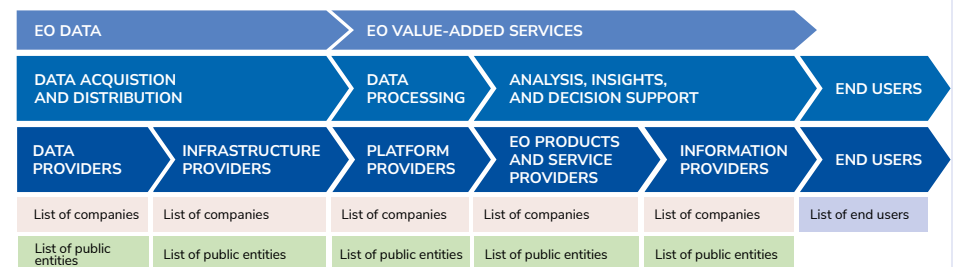 EO DATA
EO VALUE-ADDED SERVICES
DATA ACQUISTION
AND DISTRIBUTION
DATA
PROCESSING
ANALYSIS, INSIGHTS,
AND DECISION SUPPORT
END USERS
DATA
PROVIDERS
INFRASTRUCTURE
PROVIDERS
PLATFORM
PROVIDERS
EO PRODUCTS
AND SERVICE
PROVIDERS
INFORMATION
PROVIDERS
END USERS
List of companies
List of companies
List of companies
List of companies
List of companies
List of end users
List of public
entities
List of public entities
List of public entities
List of public entities
List of public entities